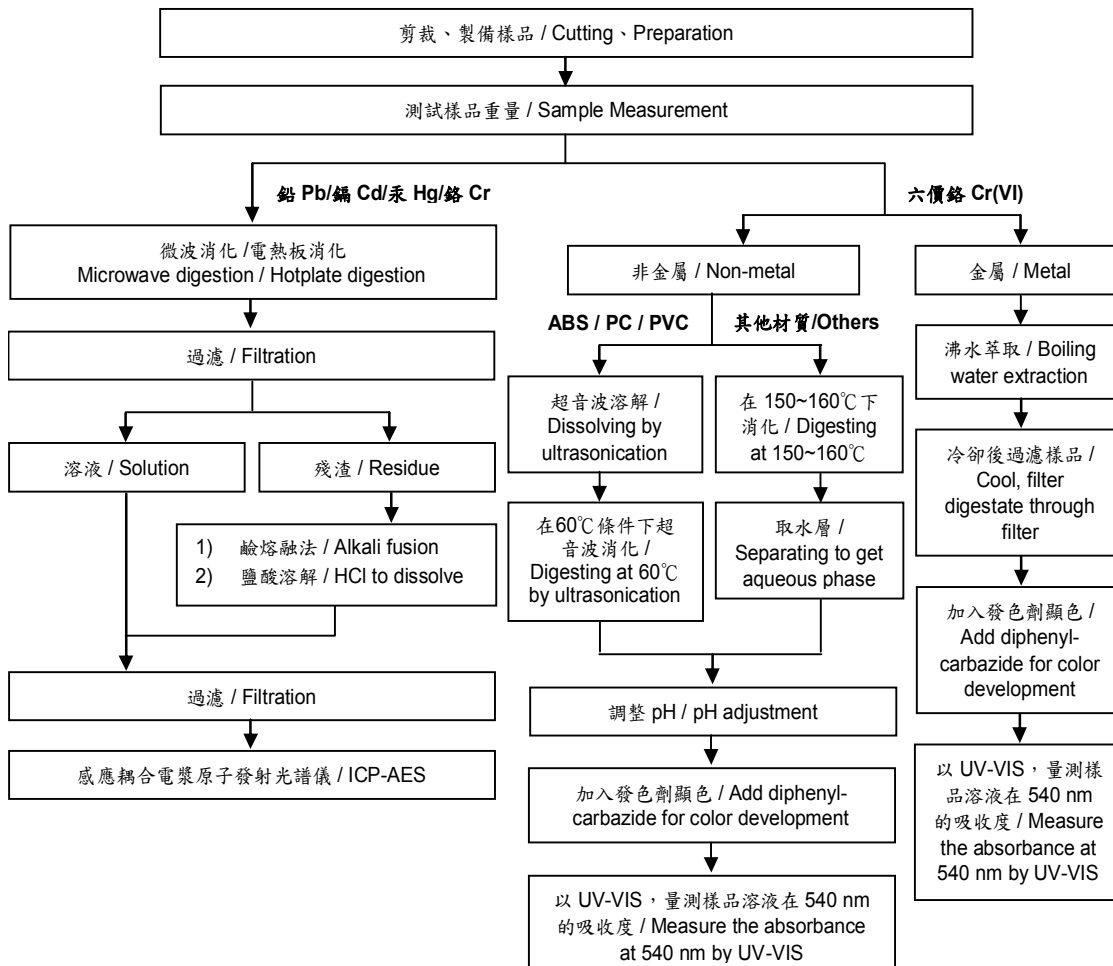 剪裁、製備樣品 / Cutting、Preparation
測試樣品重量 / Sample Measurement
鉛 Pb/鎘 Cd/汞 Hg/鉻 Cr
六價鉻 Cr(VI)
微波消化 /電熱板消化
Microwave digestion / Hotplate digestion
過濾 / Filtration
溶液 / Solution
殘渣 / Residue
1) 鹼熔融法 / Alkali fusion
2) 鹽酸溶解 / HCl to dissolve
過濾 / Filtration
感應耦合電漿原子發射光譜儀 / ICP-AES
非金屬 / Non-metal
ABS / PC / PVC
其他材質/Others
超音波溶解 /
Dissolving by
ultrasonication
在60℃條件下超
音波消化 /
Digesting at 60℃
by ultrasonication
在 150~160℃下
消化 / Digesting
at 150~160℃
取水層 /
Separating to get
aqueous phase
調整 pH / pH adjustment
加入發色劑顯色 / Add diphenyl-
carbazide for color development
以 UV-VIS，量測樣品溶液在 540 nm
的吸收度 / Measure the absorbance
at 540 nm by UV-VIS
金屬 / Metal
沸水萃取 / Boiling
water extraction
冷卻後過濾樣品 /
Cool, filter
digestate through
filter
加入發色劑顯色 /
Add diphenyl-
carbazide for color
development
以 UV-VIS，量測樣
品溶液在 540 nm
的吸收度 / Measure
the absorbance at
540 nm by UV-VIS